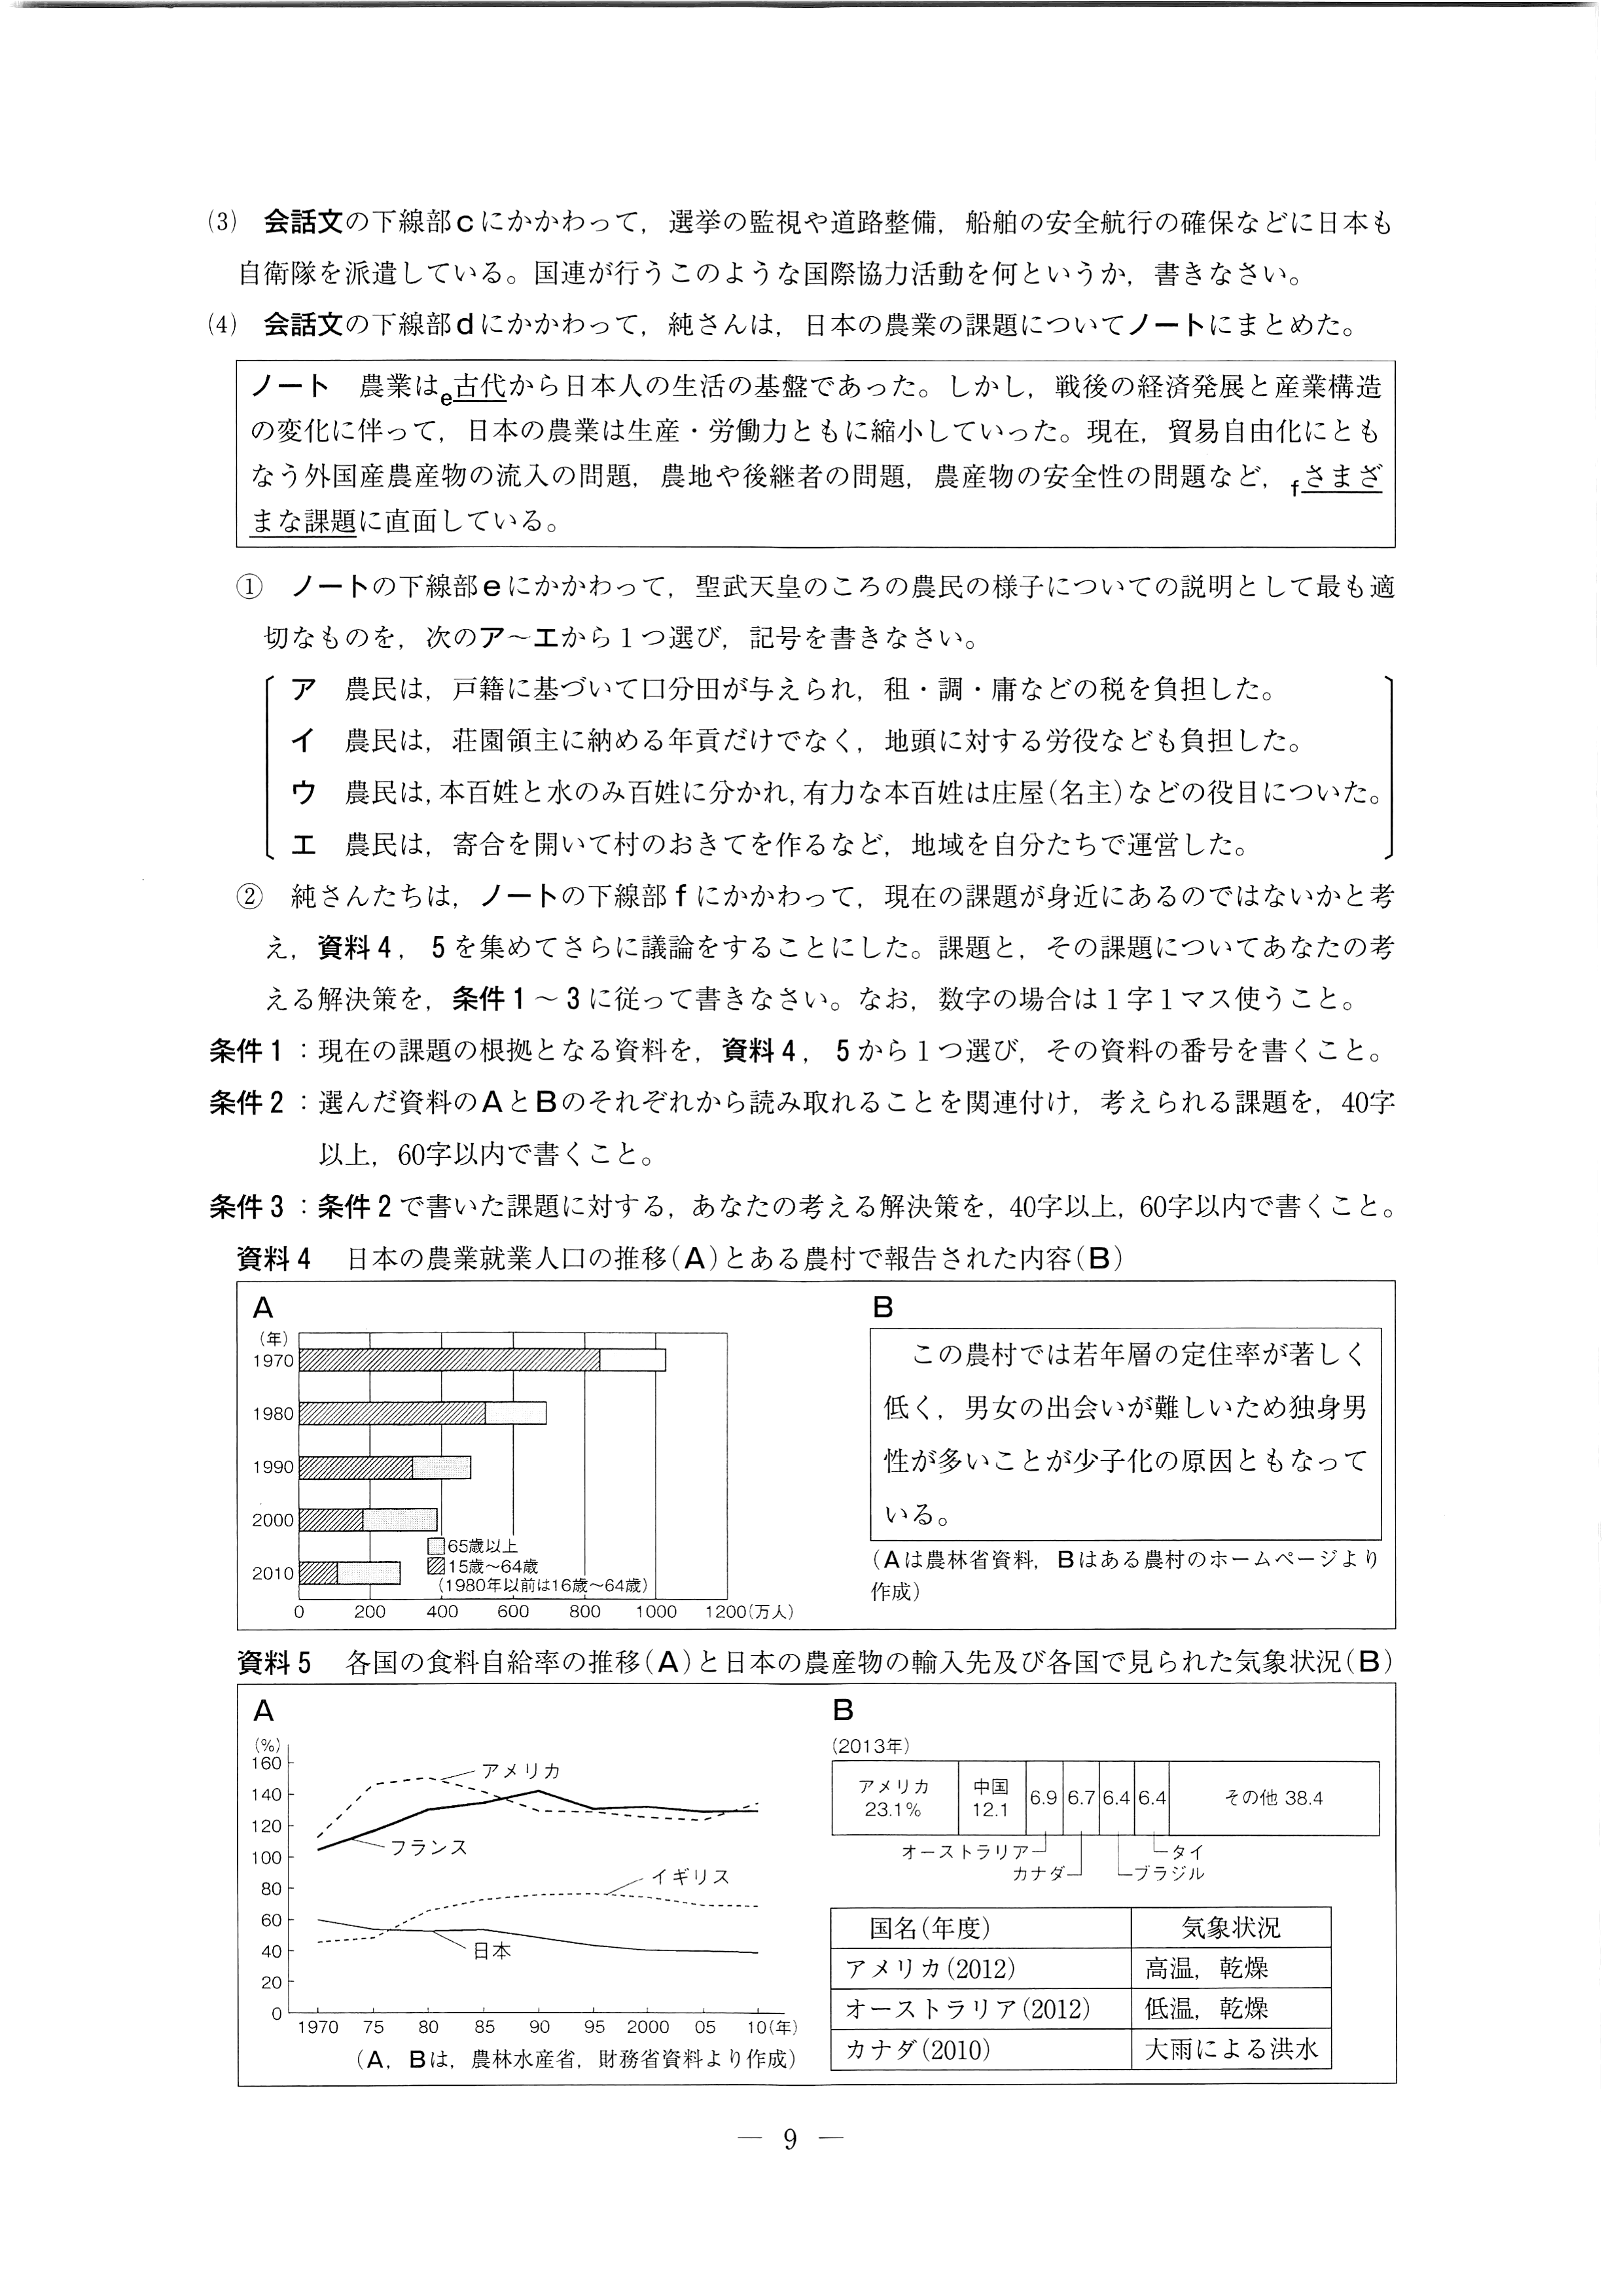 (3) 会話文の下線部cにかかわって，選挙の監視や道路整備，船舶の安全航行の確保などに日本も
自衛隊を派遣している。国連が行うこのような国際協力活動を何というか，書きなさい。
(4) 会話文の下線部dにかかわって，純さんは，日本の農業の課題についてノートにまとめた。
ノート 農業はe古代から日本人の生活の基盤であった。しかし，戦後の経済発展と産業構造
の変化に伴って，日本の農業は生産・労働力ともに縮小していった。現在，貿易自由化にとも
なう外国産農産物の流入の問題，農地や後継者の問題，農産物の安全性の問題など，fさまざ
まな課題に直面している。
① ノートの下線部eにかかわって，聖武天皇のころの農民の様子についての説明として最も適
切なものを，次のア～エから1つ選び，記号を書きなさい。
ア 農民は，戸籍に基づいて口分田が与えられ，租・調・庸などの税を負担した。
イ 農民は，荘園領主に納める年貢だけでなく，地頭に対する労役なども負担した。
ウ 農民は，本百姓と水のみ百姓に分かれ，有力な本百姓は庄屋(名主)などの役目についた。
エ 農民は，寄合を開いて村のおきてを作るなど，地域を自分たちで運営した。
② 純さんたちは，ノートの下線部fにかかわって，現在の課題が身近にあるのではないかと考
え，資料4，5を集めてさらに議論をすることにした。課題と，その課題についてあなたの考
える解決策を，条件1～3に従って書きなさい。なお，数字の場合は1字1マス使うこと。
条件1：現在の課題の根拠となる資料を，資料4，5から1つ選び，その資料の番号を書くこと。
条件2：選んだ資料のAとBのそれぞれから読み取れることを関連付け，考えられる課題を，40字
以上，60字以内で書くこと。
条件3：条件2で書いた課題に対する，あなたの考える解決策を，40字以上，60字以内で書くこと。
資料4 日本の農業就業人口の推移(A)とある農村で報告された内容(B)
A
(年)
1970
1980
1990
2000
2010
65歳以上
15歳～64歳
(1980年以前は16歳～64歳)
0 200 400 600 800 1000 1200(万人)
B
この農村では若年層の定住率が著しく
低く，男女の出会いが難しいため独身男
性が多いことが少子化の原因ともなって
いる。
(Aは農林省資料，Bはある農村のホームページより
作成)
資料5 各国の食料自給率の推移(A)と日本の農産物の輸入先及び各国で見られた気象状況(B)
A
(%)
160
140
120
100
80
60
40
20
0
アメリカ
フランス
イギリス
日本
1970 75 80 85 90 95 2000 05 10(年)
(A，Bは，農林水産省，財務省資料より作成)
B
(2013年)
アメリカ 中国 6.9 6.7 6.4 6.4 その他 38.4
23.1% 12.1
オーストラリア タイ
カナダ ブラジル
国名(年度) 気象状況
アメリカ(2012) 高温，乾燥
オーストラリア(2012) 低温，乾燥
カナダ(2010) 大雨による洪水
— 9 —